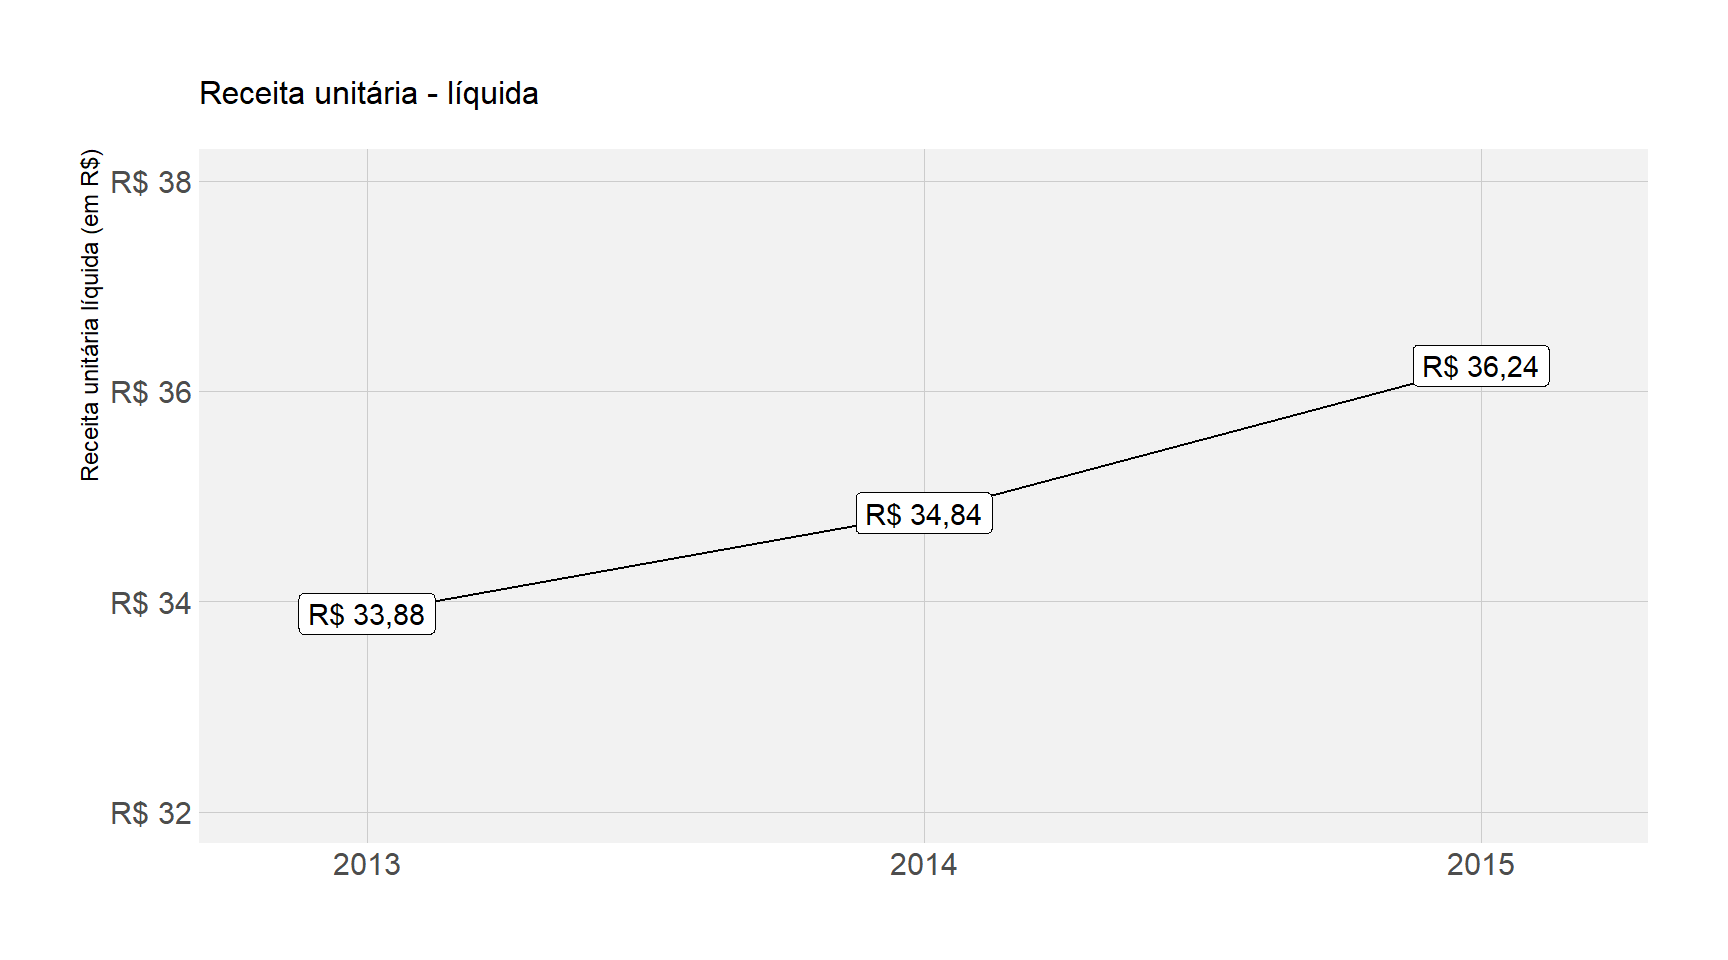 Receita unitária - líquida
Receita unitária líquida (em R$)
R$ 38
R$ 36
R$ 34
R$ 32
R$ 33,88
R$ 34,84
R$ 36,24
2013
2014
2015